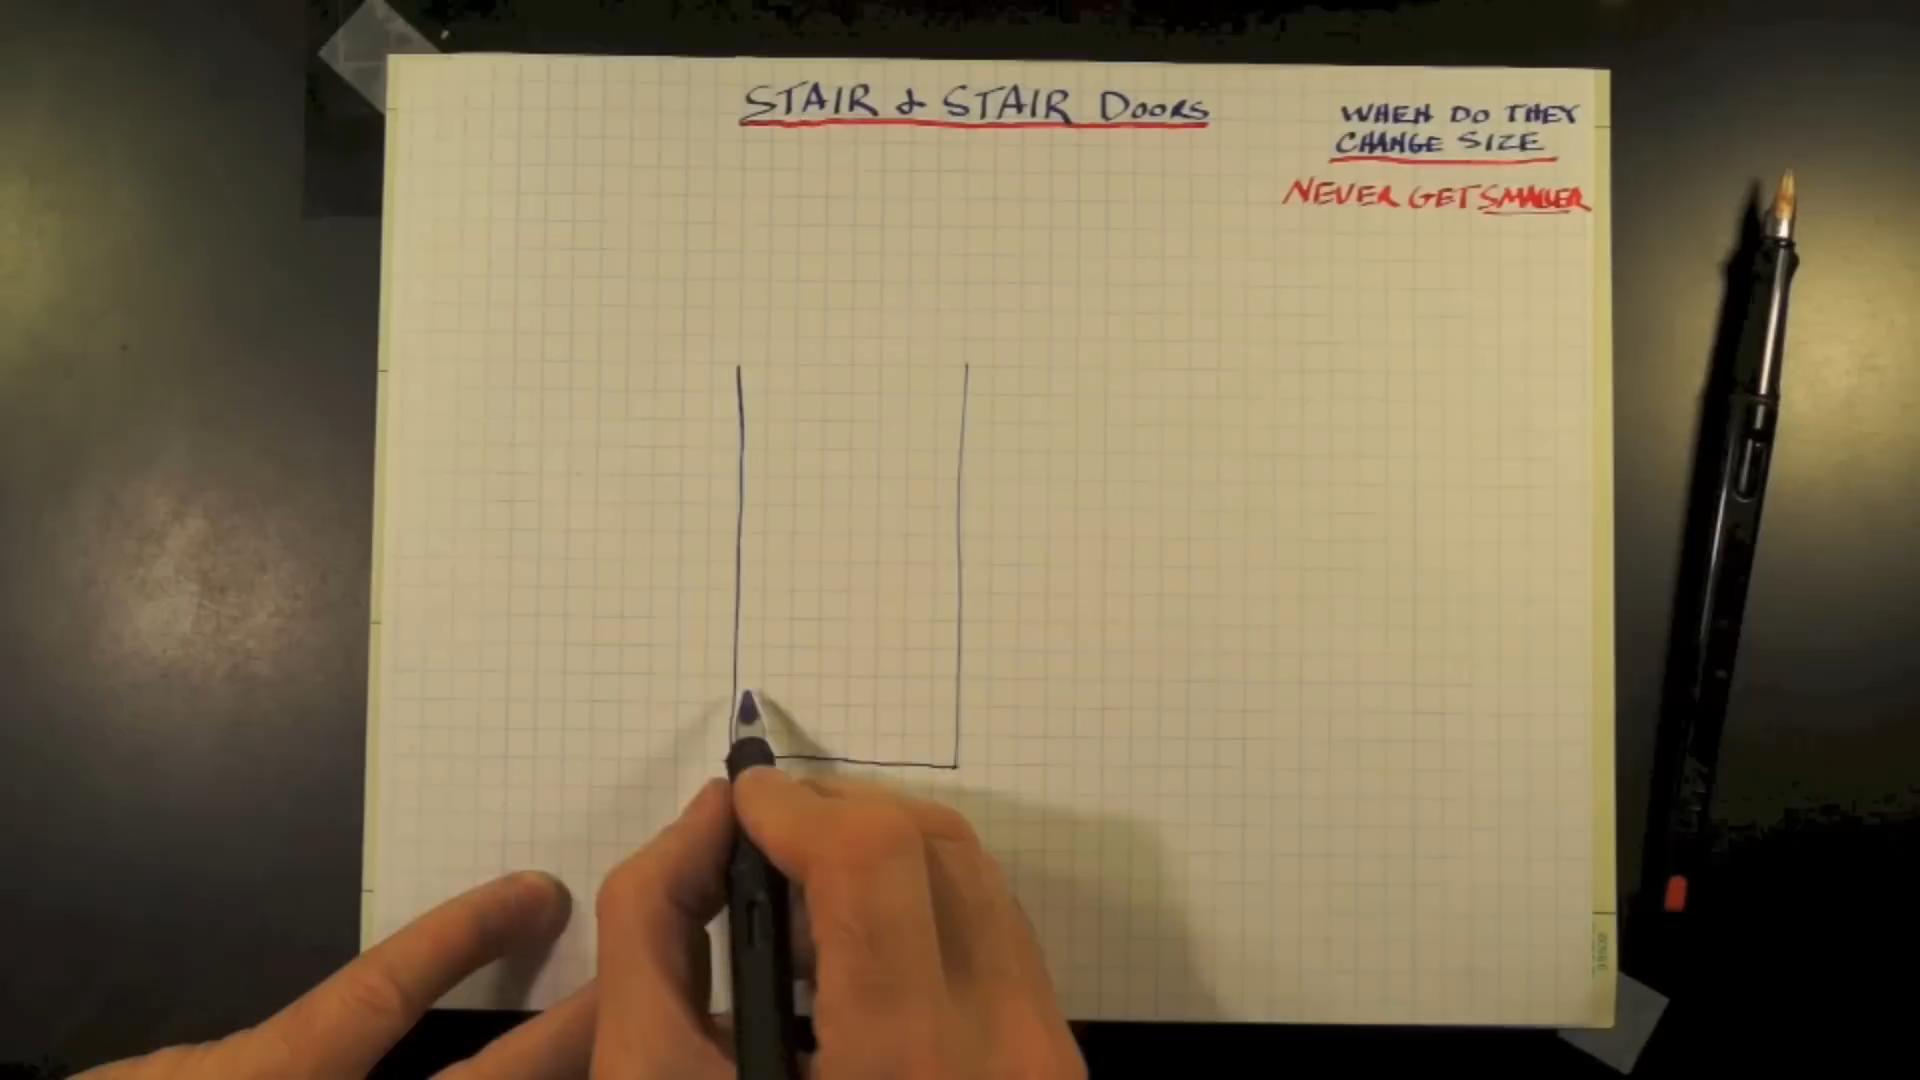 STAIR & STAIR DOORS
WHEN DO THEY
CHANGE SIZE
NEVER GET SMALLER